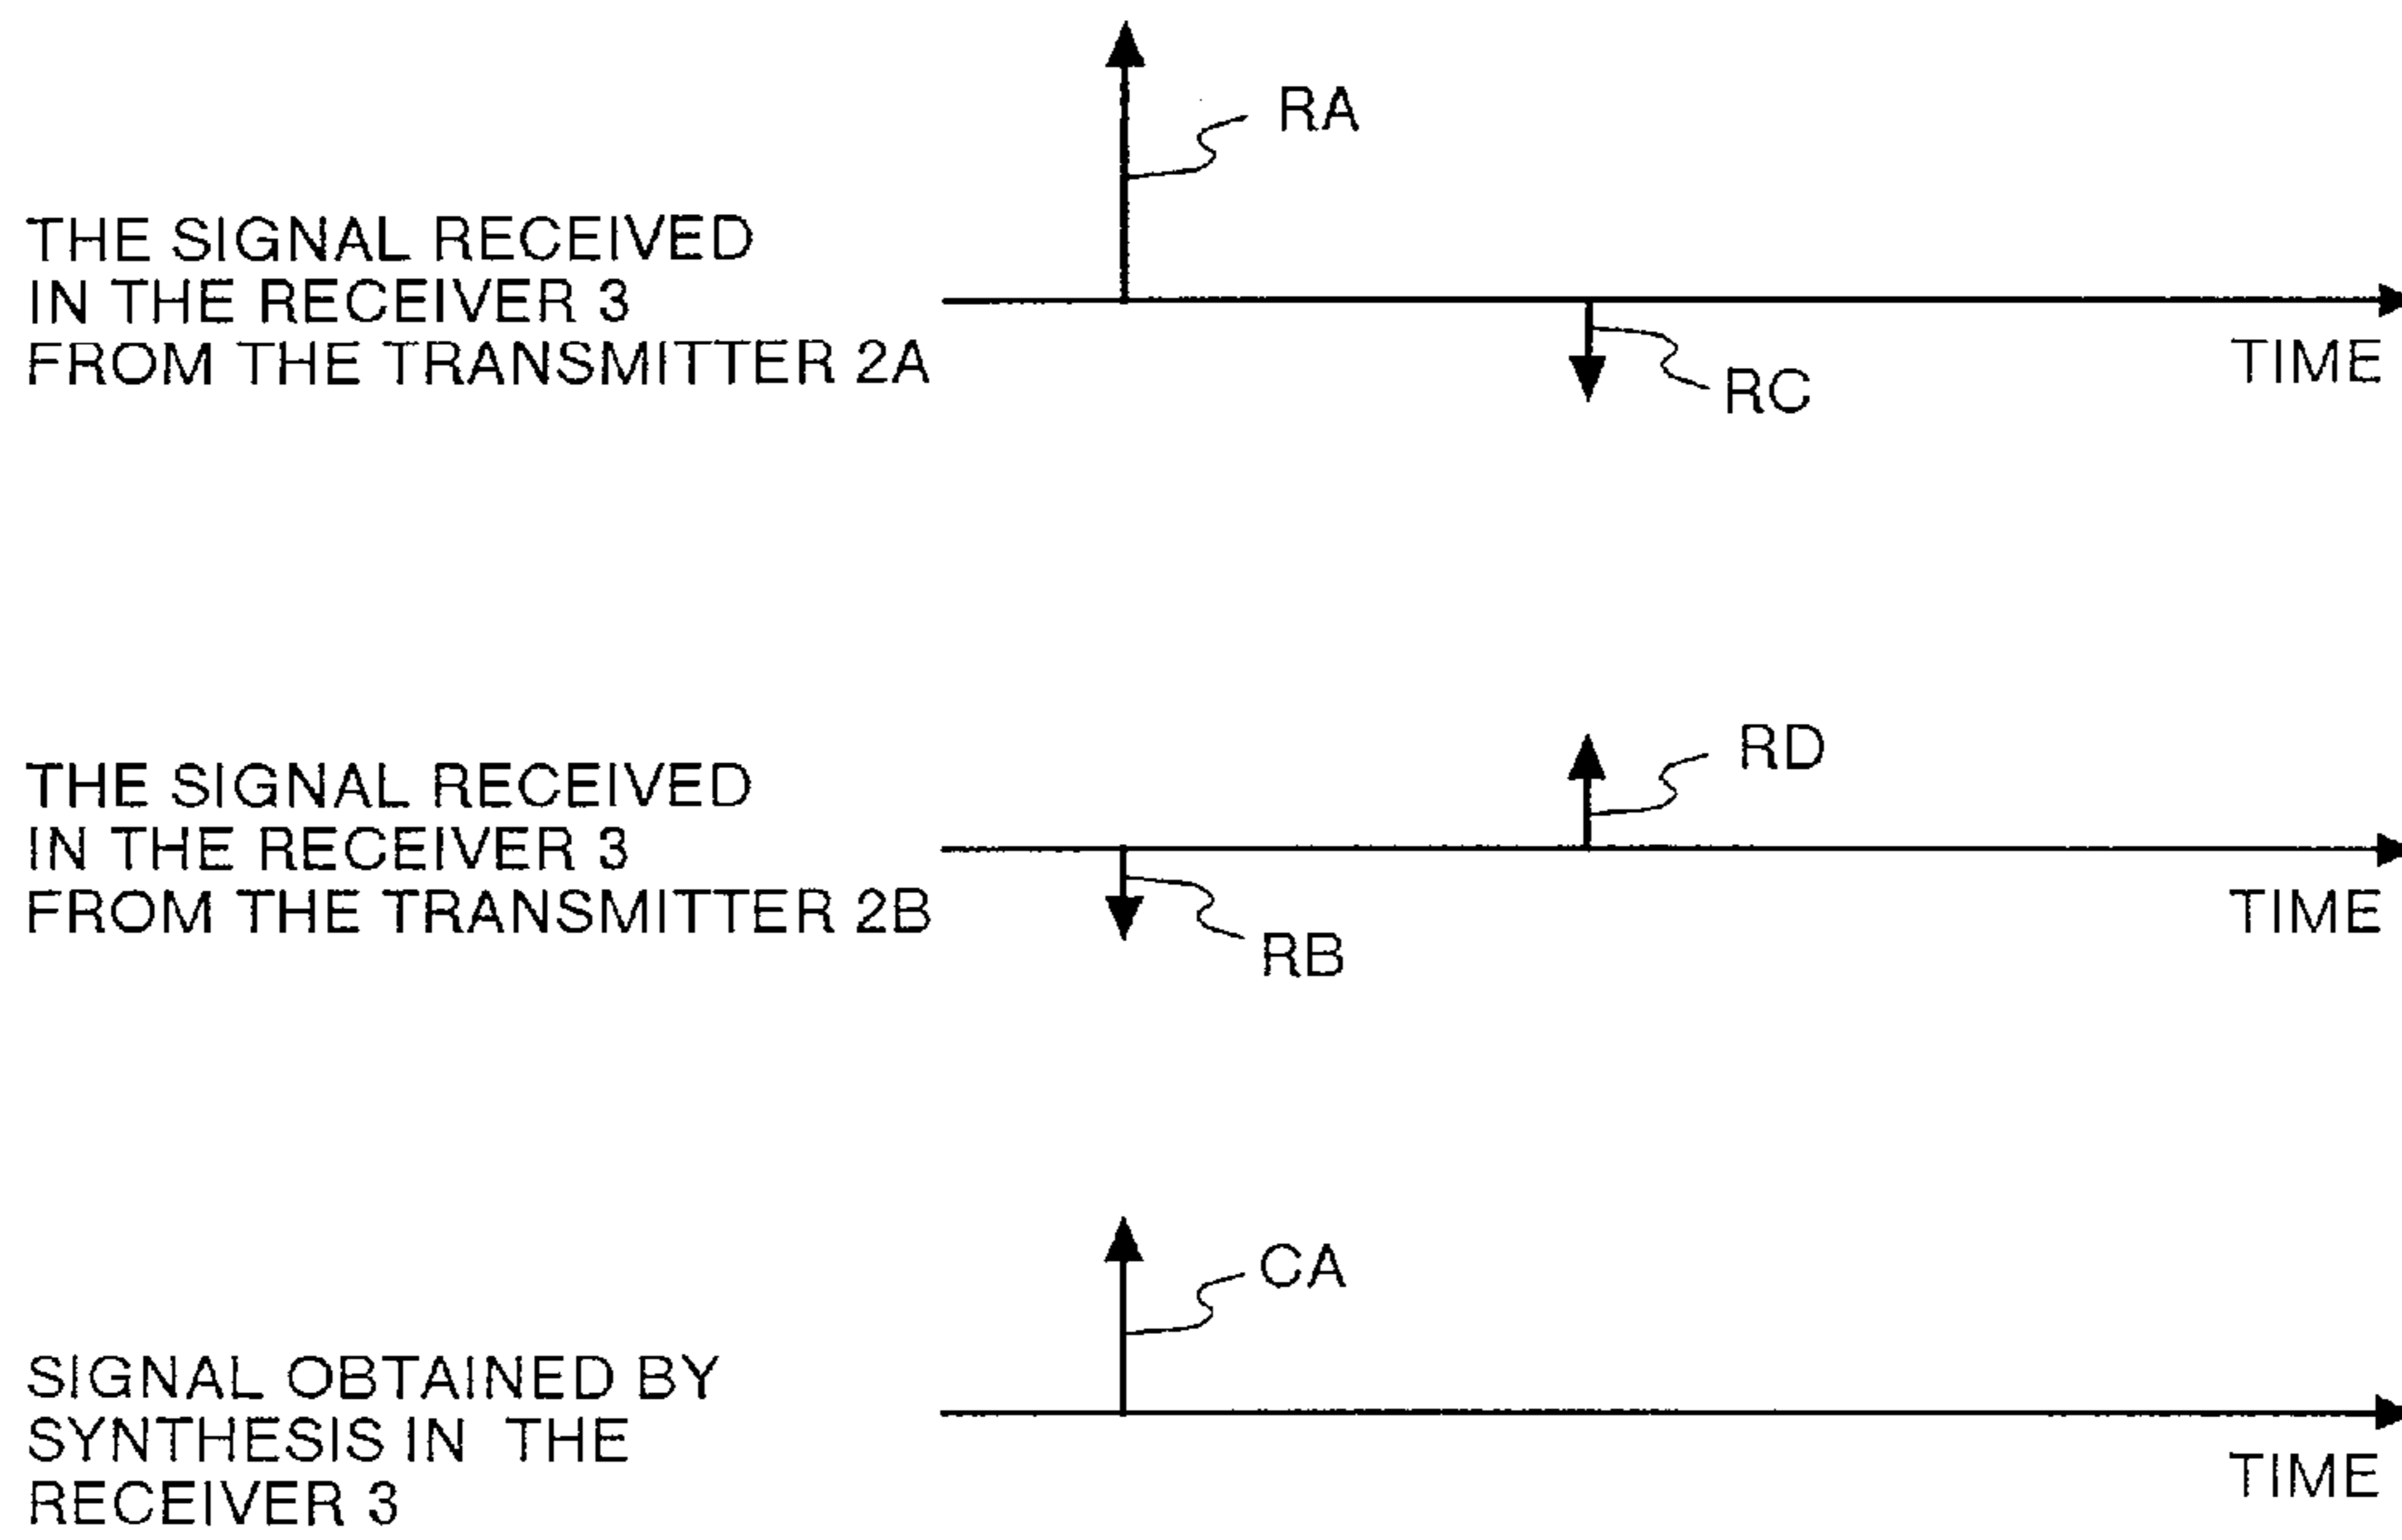 RA
THE SIGNAL RECEIVED
IN THE RECEIVER 3
FROM THE TRANSMITTER 2A
TIME
RC
RD
THE SIGNAL RECEIVED
IN THE RECEIVER 3
FROM THE TRANSMITTER 2B
TIME
RB
CA
SIGNAL OBTAINED BY
SYNTHESIS IN THE
RECEIVER 3
TIME